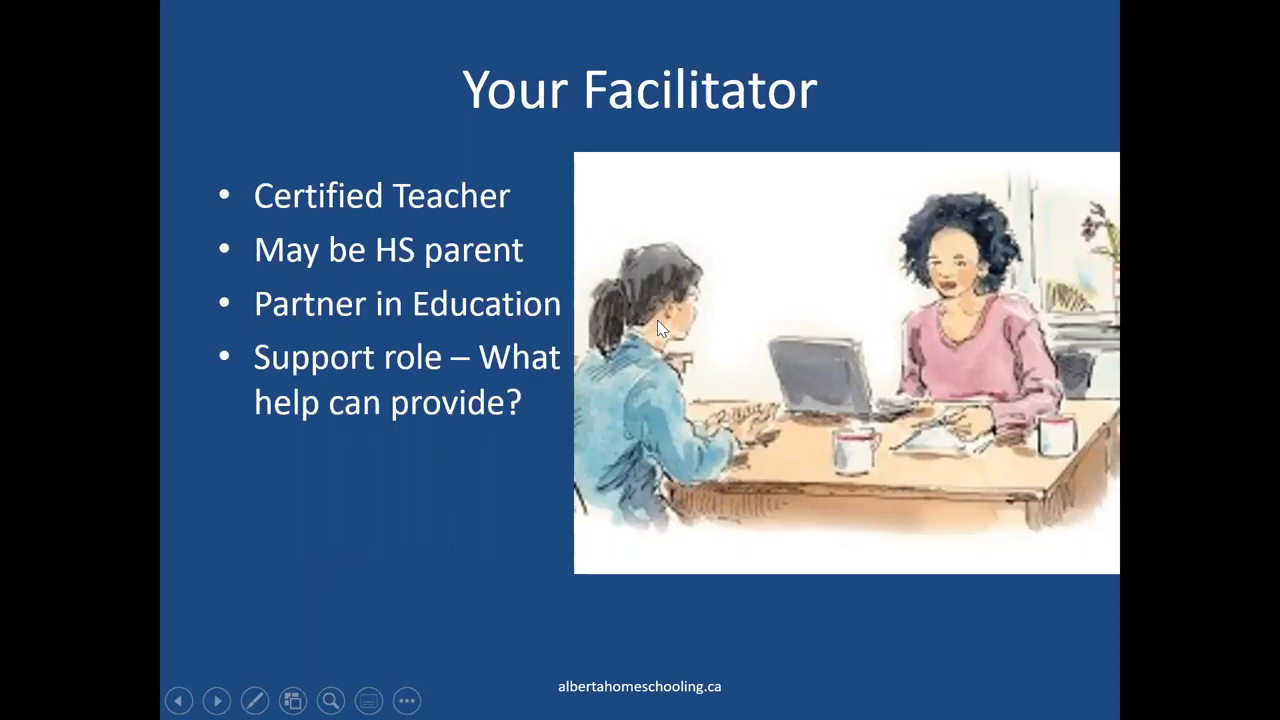 Your Facilitator
• Certified Teacher
• May be HS parent
• Partner in Education
• Support role – What
help can provide?
albertahomeschooling.ca